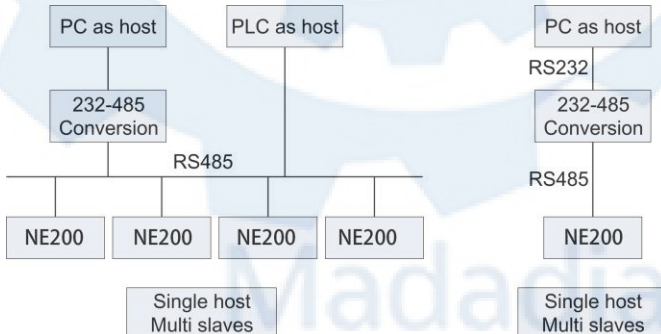 PC as host
PLC as host
PC as host
RS232
232-485
Conversion
232-485
Conversion
RS485
RS485
NE200
NE200
NE200
NE200
NE200
Single host
Multi slaves
Single host
Multi slaves
Madadia